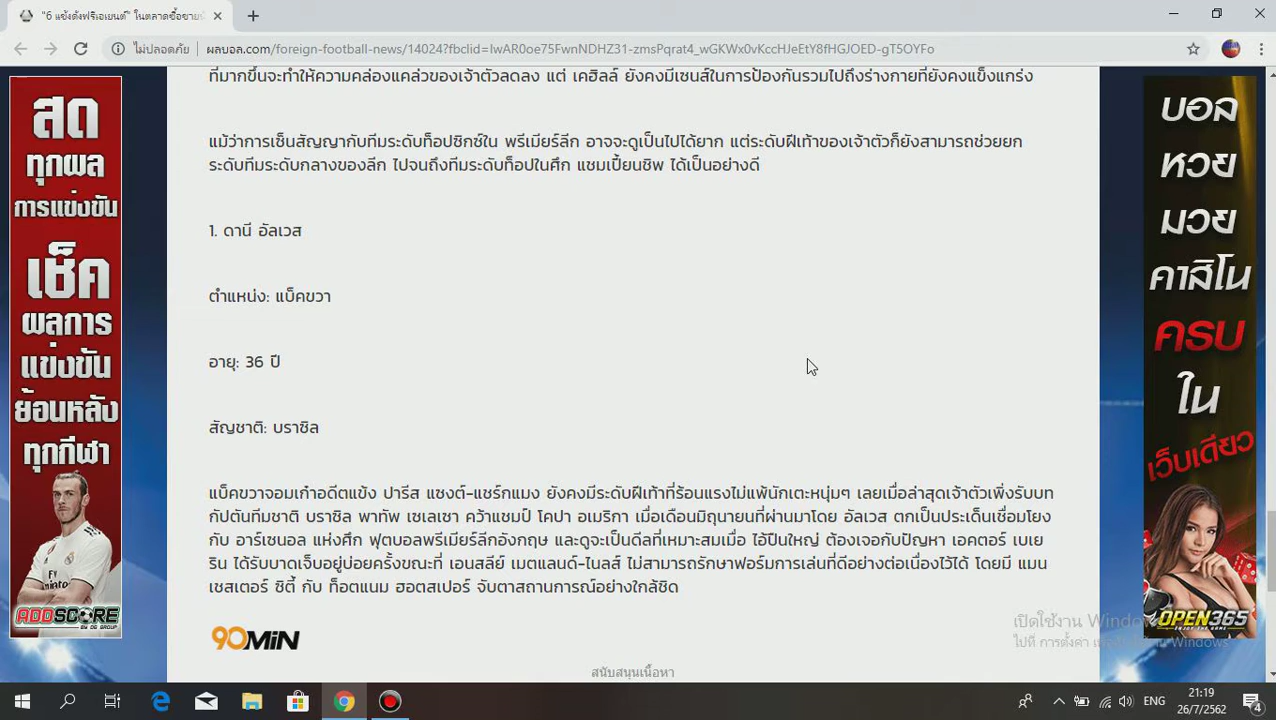 "6 แข้งดังฟรีเอเยนต์" ในตลาดซื้อขาย
ไม่ปลอดภัย
ผลบอล.com/foreign-football-news/14024?fbclid=IwAR0be75FwnNDHZ31-zmsPqrat4_wGKWx0vKccHJeEtY8fHGJOED-gT5OYFo
ที่มากขึ้นจะทำให้ความคล่องแคล่วของเจ้าตัวลดลง แต่ เคฮิลล์ ยังคงมีเซนส์ในการป้องกันรวมไปถึงร่างกายที่ยังคงแข็งแกร่ง
แม้ว่าการเซ็นสัญญากับทีมระดับท็อปซิกซ์ใน พรีเมียร์ลีก อาจจะดูเป็นไปได้ยาก แต่ระดับฝีเท้าของเจ้าตัวก็ยังสามารถช่วยยก
ระดับทีมระดับกลางของลีก ไปจนถึงทีมระดับท็อปในศึก แชมเปี้ยนชิพ ได้เป็นอย่างดี
1. ดานี อัลเวส
ตำแหน่ง: แบ็คขวา
อายุ: 36 ปี
สัญชาติ: บราซิล
แบ็คขวาจอมเก๋าอดีตแข้ง ปารีส แซงต์-แชร์กแมง ยังคงมีระดับฝีเท้าที่ร้อนแรงไม่แพ้นักเตะหนุ่มๆ เลยเมื่อล่าสุดเจ้าตัวเพิ่งรับบท
กัปตันทีมชาติ บราซิล พาทัพ เซเลเซา คว้าแชมป์ โคปา อเมริกา เมื่อเดือนมิถุนายนที่ผ่านมาโดย อัลเวส ตกเป็นประเด็นเชื่อมโยง
กับ อาร์เซนอล แห่งศึก ฟุตบอลพรีเมียร์ลีกอังกฤษ และดูจะเป็นดีลที่เหมาะสมเมื่อ ไอ้ปืนใหญ่ ต้องเจอกับปัญหา เอคตอร์ เบเย
ริน ได้รับบาดเจ็บอยู่บ่อยครั้งขณะที่ เอนสลีย์ เมตแลนด์-ไนลส์ ไม่สามารถรักษาฟอร์มการเล่นที่ดีอย่างต่อเนื่องไว้ได้ โดยมี แมน
เชสเตอร์ ซิตี้ กับ ท็อตแนม ฮอตสเปอร์ จับตาสถานการณ์อย่างใกล้ชิด
90MiN
สนับสนุนเนื้อหา
สด
ทุกผล
การแข่งขัน
เช็ค
ผลการ
แข่งขัน
ย้อนหลัง
ทุกกีฬา
Fly
Emirates
ADDSCORE
BY OG GROUP
บอล
หวย
มวย
คาสิโน
ครบ
ใน
เว็บเดียว
OPEN365
เปิดใช้งาน Windows
ไปที่ การตั้งค่า Windows
ENG
21:19
26/7/2562
4